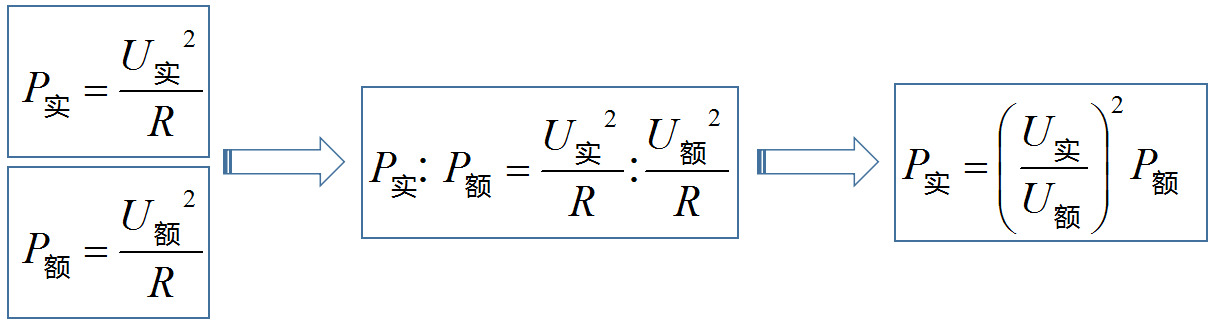 P实 = U实² / R
P额 = U额² / R
P实: P额 = U实² / R : U额² / R
P实 = (U实 / U额)² P额